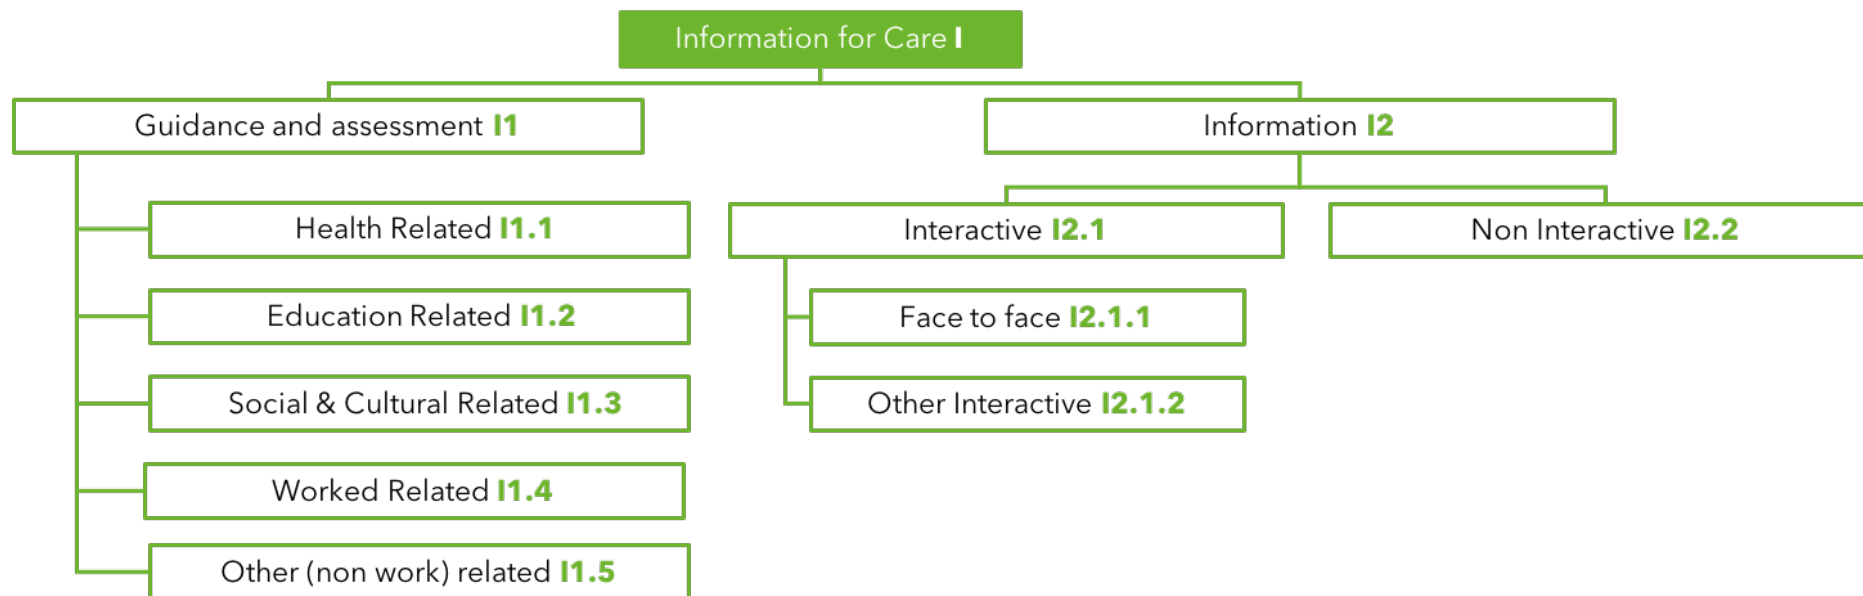 Information for Care I
Guidance and assessment I1
Information I2
Health Related I1.1
Interactive I2.1
Non Interactive I2.2
Education Related I1.2
Face to face I2.1.1
Social & Cultural Related I1.3
Other Interactive I2.1.2
Worked Related I1.4
Other (non work) related I1.5